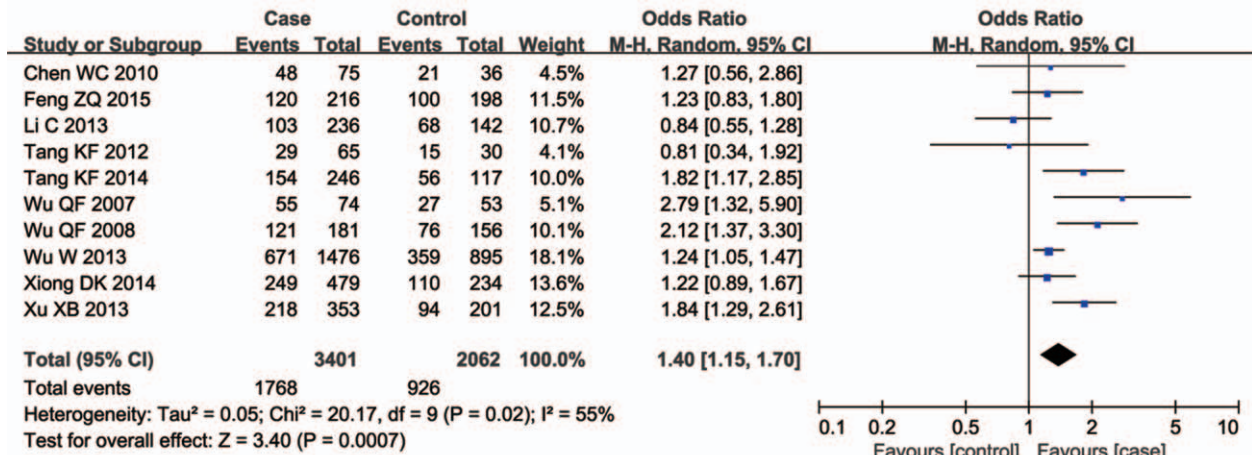 Case Control Odds Ratio Odds Ratio
Study or Subgroup Events Total Events Total Weight M-H. Random. 95% CI M-H. Random. 95% CI
Chen WC 2010 48 75 21 36 4.5% 1.27 [0.56, 2.86]
Feng ZQ 2015 120 216 100 198 11.5% 1.23 [0.83, 1.80]
Li C 2013 103 236 68 142 10.7% 0.84 [0.55, 1.28]
Tang KF 2012 29 65 15 30 4.1% 0.81 [0.34, 1.92]
Tang KF 2014 154 246 56 117 10.0% 1.82 [1.17, 2.85]
Wu QF 2007 55 74 27 53 5.1% 2.79 [1.32, 5.90]
Wu QF 2008 121 181 76 156 10.1% 2.12 [1.37, 3.30]
Wu W 2013 671 1476 359 895 18.1% 1.24 [1.05, 1.47]
Xiong DK 2014 249 479 110 234 13.6% 1.22 [0.89, 1.67]
Xu XB 2013 218 353 94 201 12.5% 1.84 [1.29, 2.61]
Total (95% CI) 3401 2062 100.0% 1.40 [1.15, 1.70]
Total events 1768 926
Heterogeneity: Tau² = 0.05; Chi² = 20.17, df = 9 (P = 0.02); I² = 55%
Test for overall effect: Z = 3.40 (P = 0.0007)
0.1 0.2 0.5 1 2 5 10
Favours [control] Favours [case]